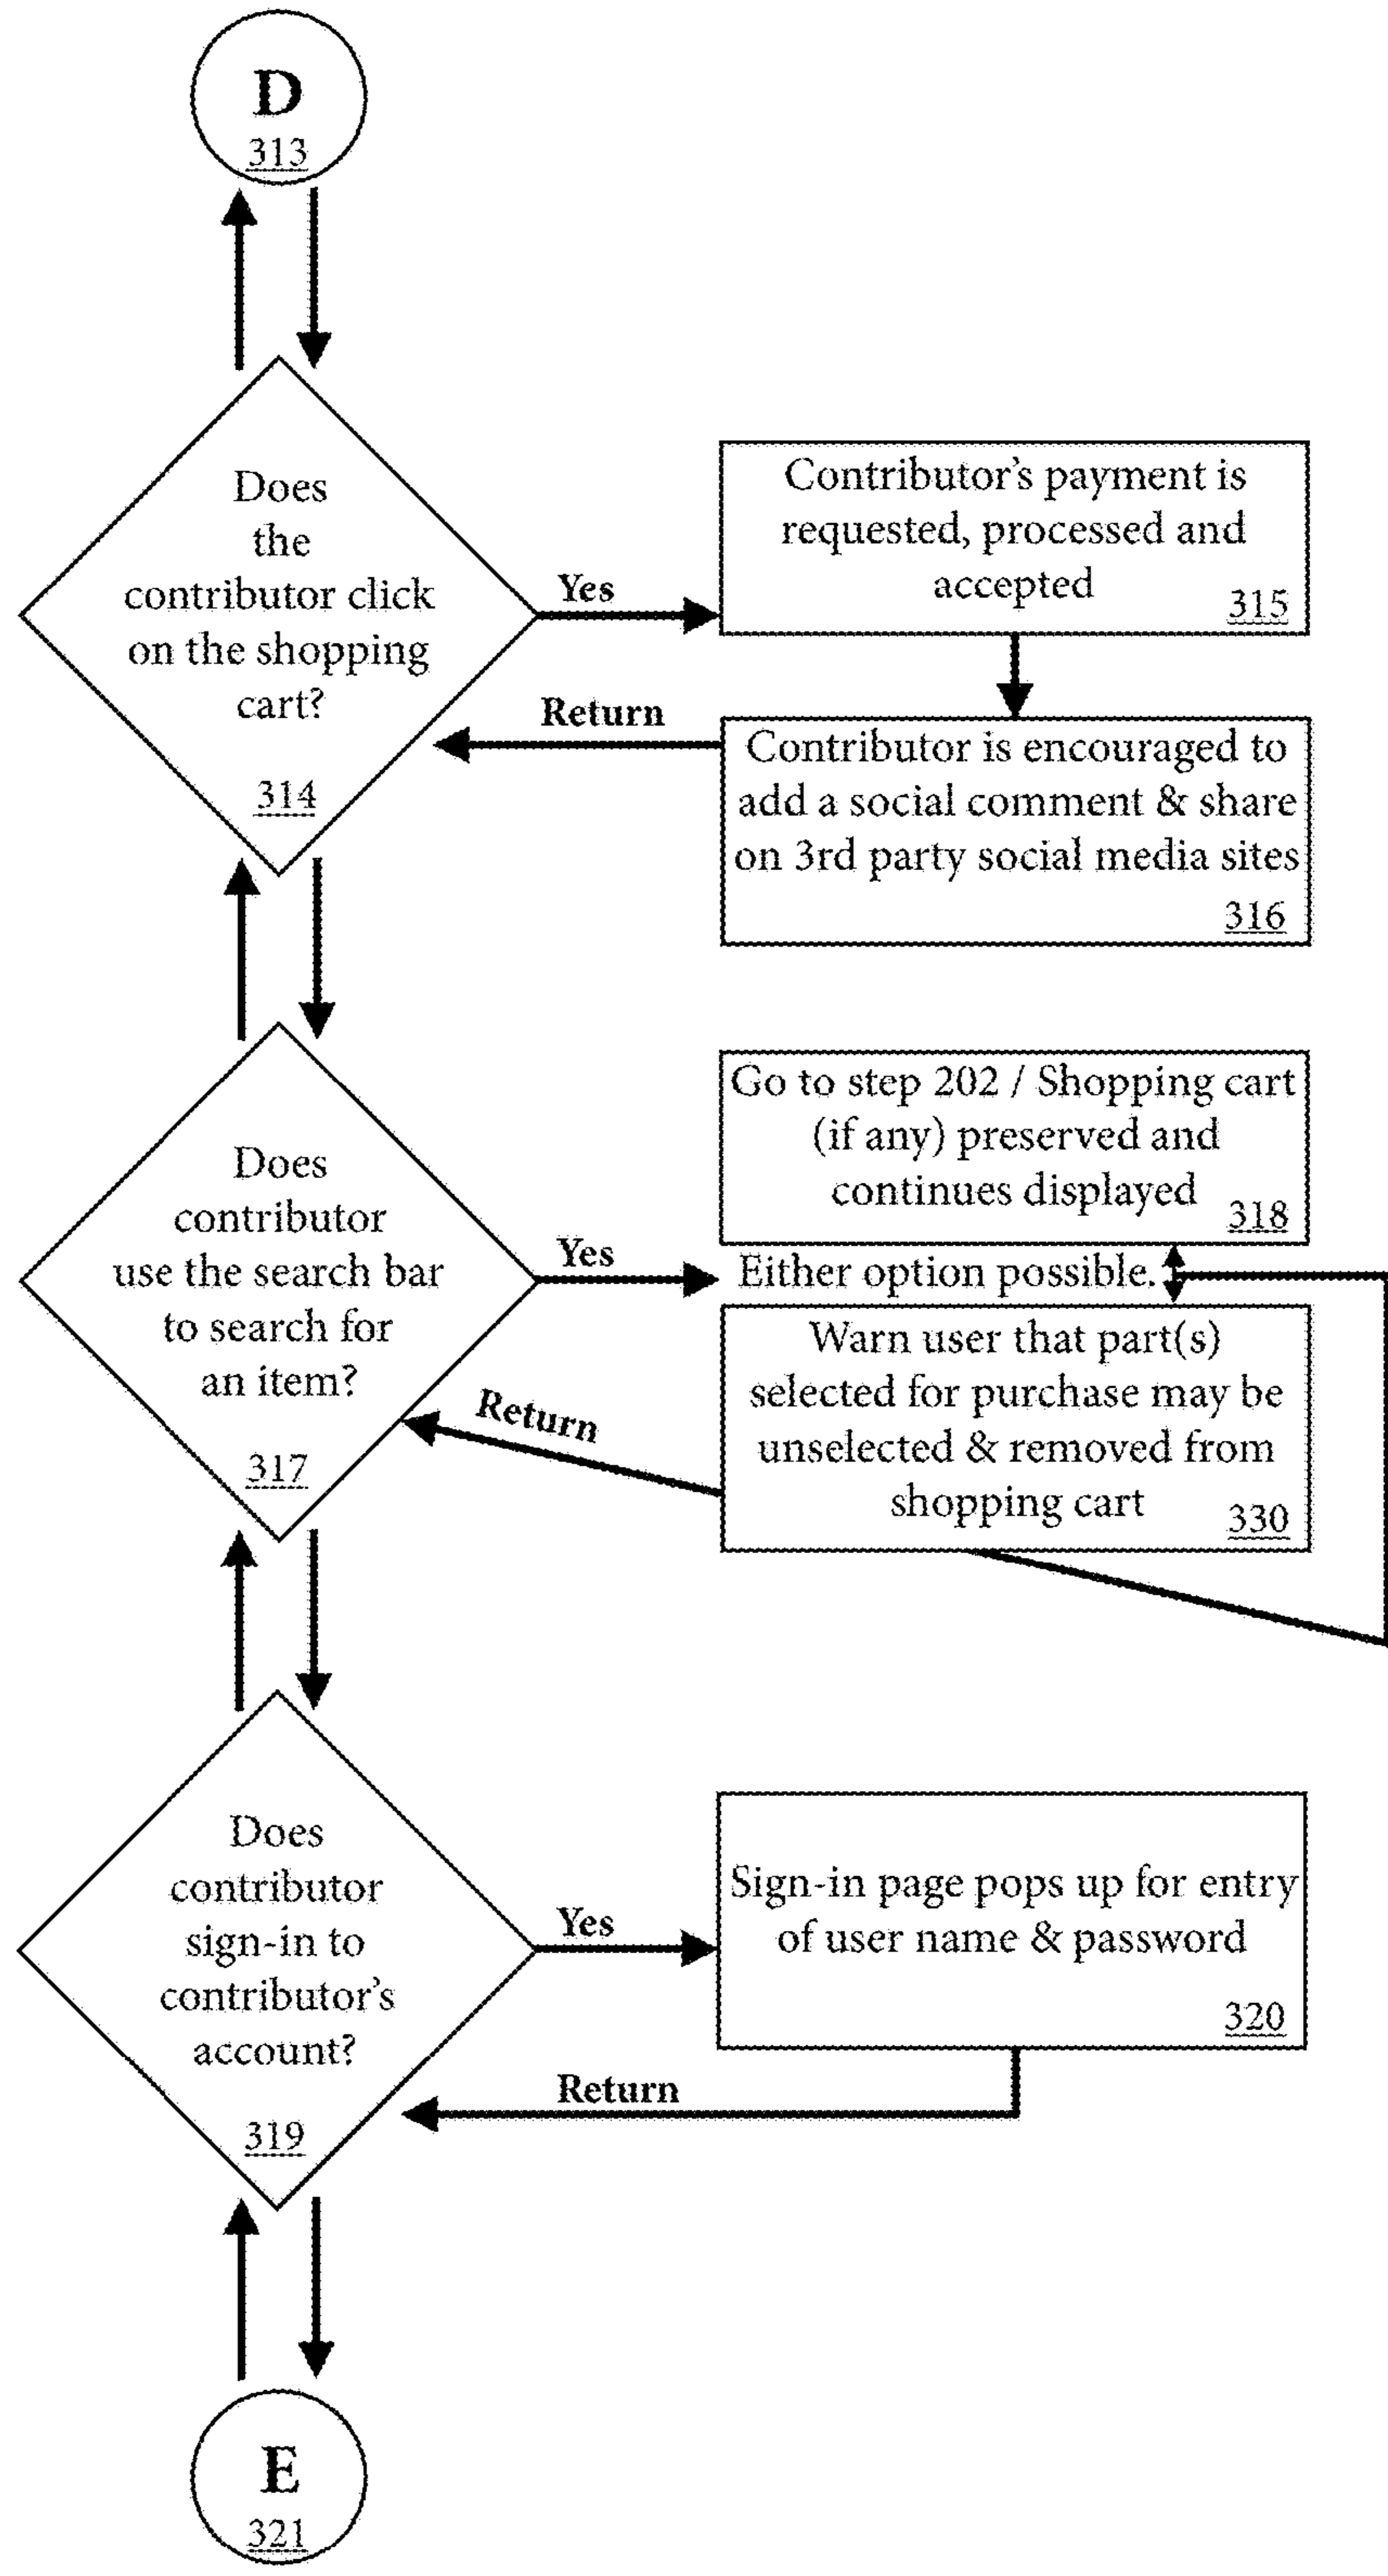 D
313
Does
the
contributor click
on the shopping
cart?
314
Yes
Contributor’s payment is
requested, processed and
accepted
315
Return
Contributor is encouraged to
add a social comment & share
on 3rd party social media sites
316
Does
contributor
use the search bar
to search for
an item?
317
Yes
Go to step 202 / Shopping cart
(if any) preserved and
continues displayed
318
Either option possible.
Warn user that part(s)
selected for purchase may be
unselected & removed from
shopping cart
330
Return
Does
contributor
sign-in to
contributor’s
account?
319
Yes
Sign-in page pops up for entry
of user name & password
320
Return
E
321